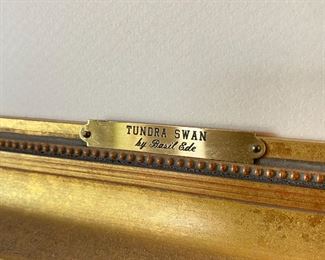 TUNDRA SWAN
by Basil Ede